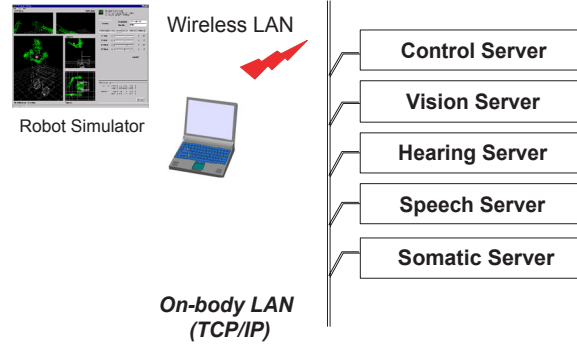 Wireless LAN
Robot Simulator
Control Server
Vision Server
Hearing Server
Speech Server
Somatic Server
On-body LAN
(TCP/IP)